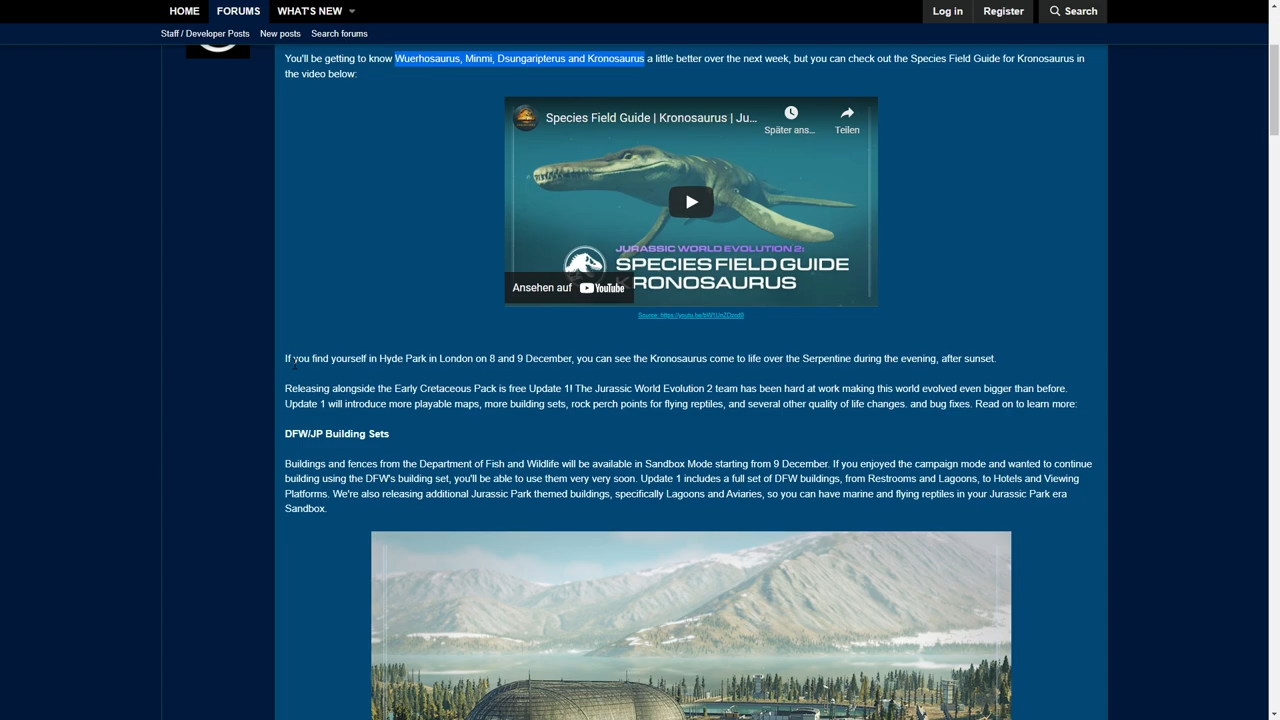 HOME FORUMS WHAT'S NEW Log in Register Search
Staff / Developer Posts New posts Search forums
You'll be getting to know Wuerhosaurus, Minmi, Dsungaripterus and Kronosaurus a little better over the next week, but you can check out the Species Field Guide for Kronosaurus in
the video below:
Species Field Guide | Kronosaurus | Ju...
Später ans... Teilen
JURASSIC WORLD EVOLUTION 2:
SPECIES FIELD GUIDE
KRONOSAURUS
Ansehen auf YouTube
If you find yourself in Hyde Park in London on 8 and 9 December, you can see the Kronosaurus come to life over the Serpentine during the evening, after sunset.
Releasing alongside the Early Cretaceous Pack is free Update 1! The Jurassic World Evolution 2 team has been hard at work making this world evolved even bigger than before.
Update 1 will introduce more playable maps, more building sets, rock perch points for flying reptiles, and several other quality of life changes. and bug fixes. Read on to learn more:
DFW/JP Building Sets
Buildings and fences from the Department of Fish and Wildlife will be available in Sandbox Mode starting from 9 December. If you enjoyed the campaign mode and wanted to continue
building using the DFW's building set, you'll be able to use them very very soon. Update 1 includes a full set of DFW buildings, from Restrooms and Lagoons, to Hotels and Viewing
Platforms. We're also releasing additional Jurassic Park themed buildings, specifically Lagoons and Aviaries, so you can have marine and flying reptiles in your Jurassic Park era
Sandbox.